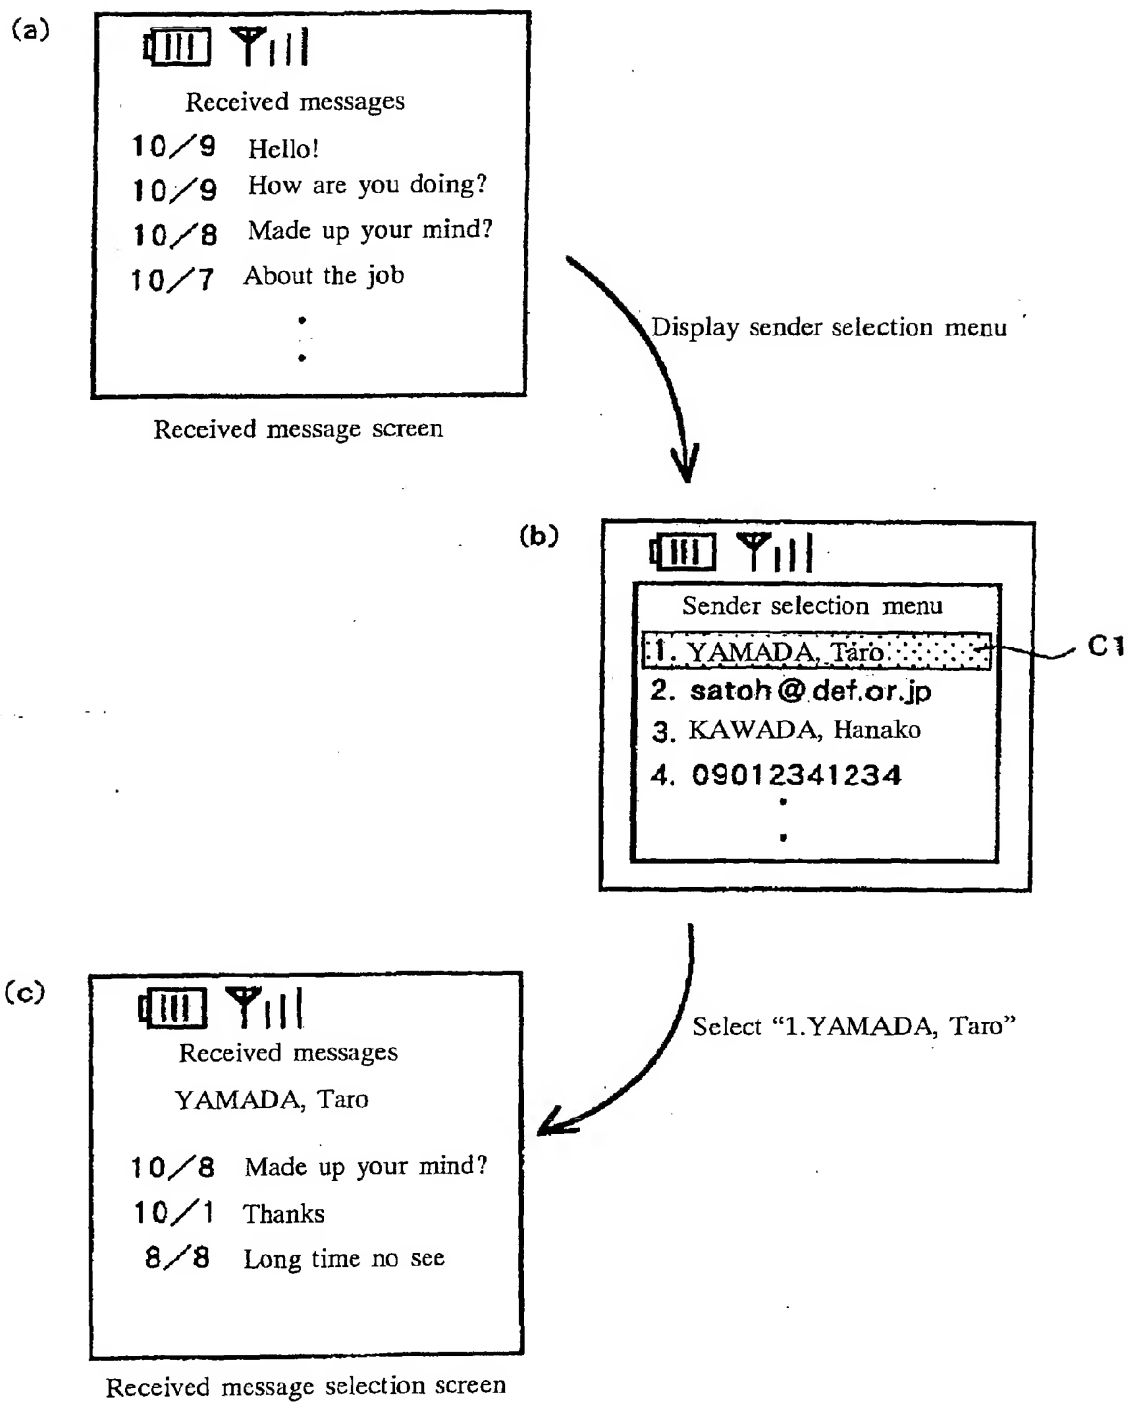 (a)
Received messages
10/9 Hello!
10/9 How are you doing?
10/8 Made up your mind?
10/7 About the job
Received message screen
Display sender selection menu
(b)
Sender selection menu
1. YAMADA, Taro
C1
2. satoh@def.or.jp
3. KAWADA, Hanako
4. 09012341234
Select “1.YAMADA, Taro”
(c)
Received messages
YAMADA, Taro
10/8 Made up your mind?
10/1 Thanks
8/8 Long time no see
Received message selection screen